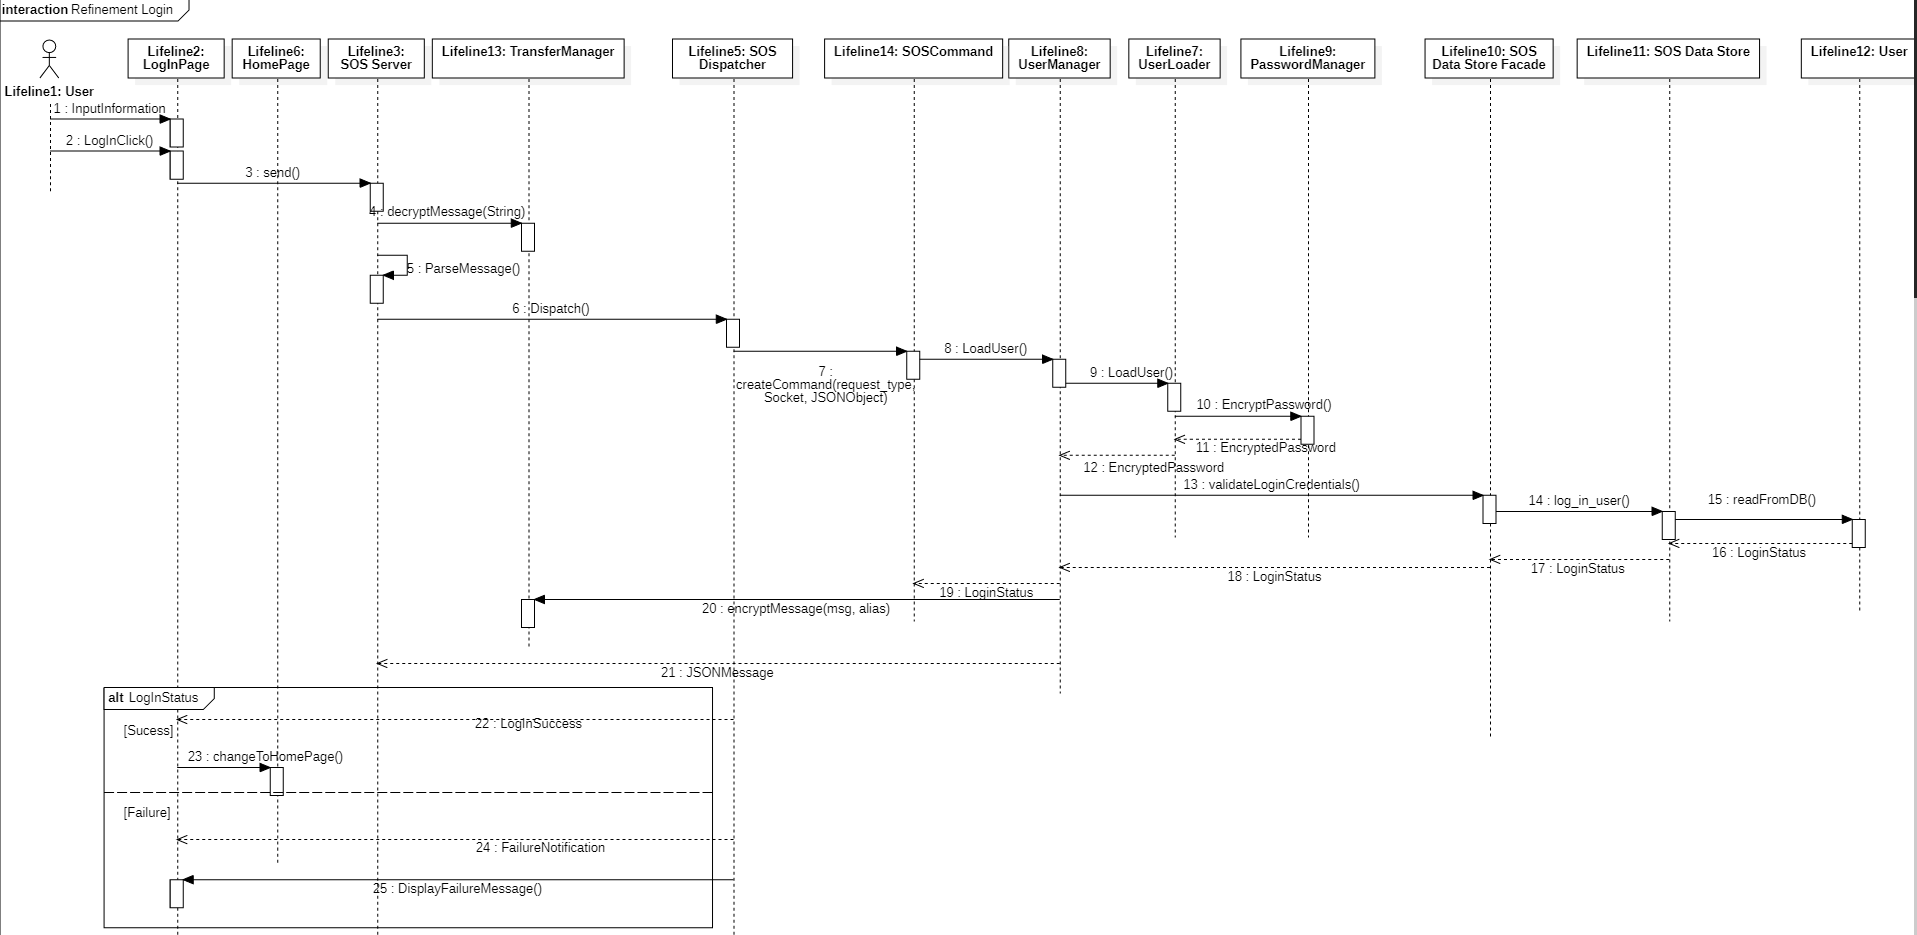 interaction Refinement Login
Lifeline1: User
Lifeline2:
LogInPage
Lifeline6:
HomePage
Lifeline3:
SOS Server
Lifeline13: TransferManager
Lifeline5: SOS
Dispatcher
Lifeline14: SOSCommand
Lifeline8:
UserManager
Lifeline7:
UserLoader
Lifeline9:
PasswordManager
Lifeline10: SOS
Data Store Facade
Lifeline11: SOS Data Store
Lifeline12: User
1 : InputInformation
2 : LogInClick()
3 : send()
4 : decryptMessage(String)
5 : ParseMessage()
6 : Dispatch()
7 :
createCommand(request_type,
Socket, JSONObject)
8 : LoadUser()
9 : LoadUser()
10 : EncryptPassword()
11 : EncryptedPassword
12 : EncryptedPassword
13 : validateLoginCredentials()
14 : log_in_user()
15 : readFromDB()
16 : LoginStatus
17 : LoginStatus
18 : LoginStatus
19 : LoginStatus
20 : encryptMessage(msg, alias)
21 : JSONMessage
alt LogInStatus
22 : LogInSuccess
[Sucess]
23 : changeToHomePage()
[Failure]
24 : FailureNotification
25 : DisplayFailureMessage()